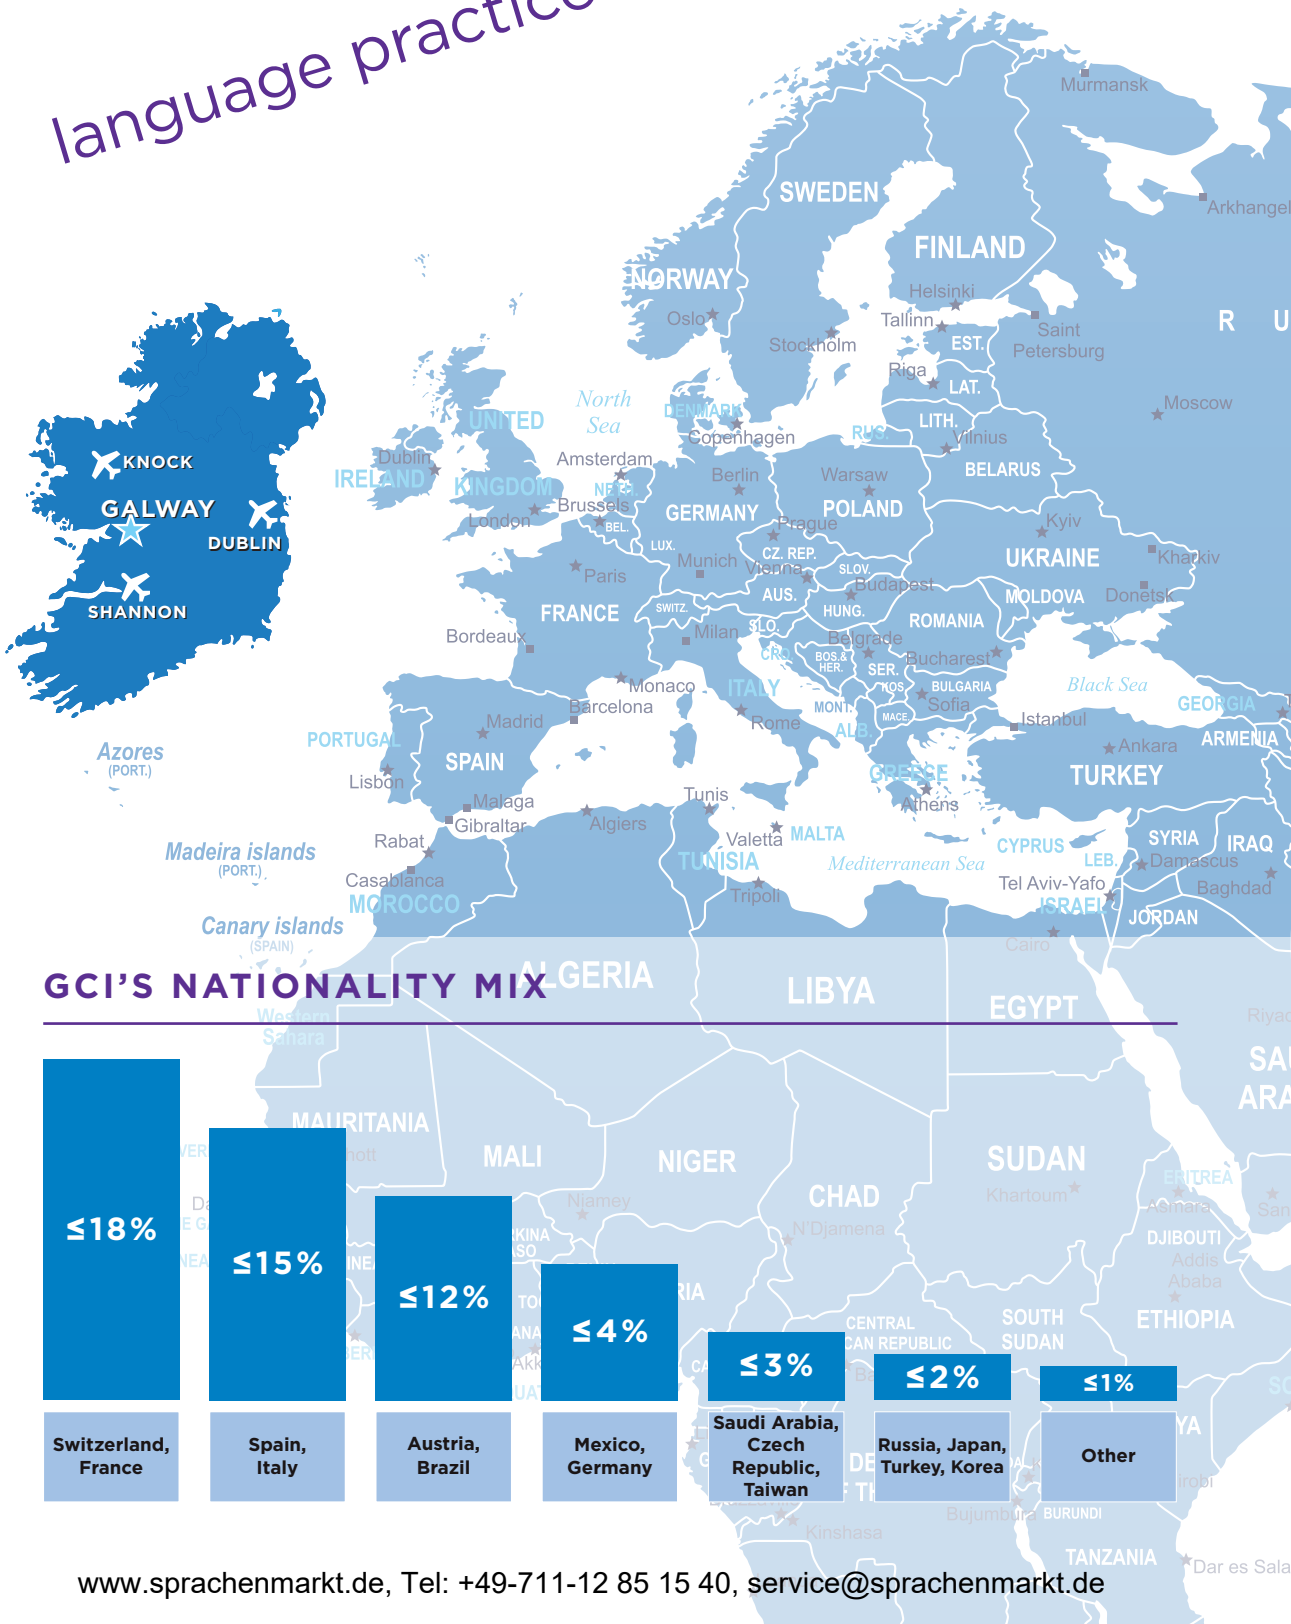 language practice
Murmansk
Arkhangel
SWEDEN
FINLAND
NORWAY
Helsinki
Oslo
Tallinn
Stockholm
Saint
Petersburg
R U
EST.
Riga
LAT.
North
Sea
Moscow
DENMARK
UNITED
KINGDOM
LITH.
RUS.
Vilnius
Copenhagen
Dublin
IRELAND
Amsterdam
BELARUS
KNOCK
GALWAY
DUBLIN
SHANNON
Berlin
Warsaw
NETH.
London
Brussels
BEL.
GERMANY
POLAND
Prague
Kyiv
LUX.
CZ. REP.
UKRAINE
Kharkiv
Paris
Munich
Vienna
SLOV.
Budapest
Donetsk
AUS.
MOLDOVA
FRANCE
SWITZ.
HUNG.
ROMANIA
Bordeaux
Milan
SLO.
Belgrade
CRO.
BOS.&
HER.
SER.
Bucharest
Monaco
ITALY
KOS.
BULGARIA
Black Sea
Barcelona
MONT.
Sofia
GEORGIA
Madrid
Rome
MACE.
Istanbul
PORTUGAL
ALB.
ARMENIA
Azores
(PORT.)
SPAIN
Ankara
Lisbon
GREECE
TURKEY
Malaga
Tunis
Athens
Gibraltar
Algiers
Rabat
Valetta
MALTA
CYPRUS
SYRIA
IRAQ
Madeira islands
(PORT.)
TUNISIA
Mediterranean Sea
LEB.
Damascus
Casablanca
Tripoli
Tel Aviv-Yafo
Baghdad
MOROCCO
ISRAEL
JORDAN
Canary islands
(SPAIN)
Cairo
GCI’S NATIONALITY MIX
ALGERIA
LIBYA
EGYPT
Western
Sahara
Riyad
SAU
ARA
MAURITANIA
MALI
NIGER
CHAD
SUDAN
Khartoum
ERITREA
Asmara
San
Niamey
N'Djamena
DJIBOUTI
Addis
Ababa
ETHIOPIA
CENTRAL
CAN REPUBLIC
SOUTH
SUDAN
≤18%
≤15%
≤12%
≤4%
≤3%
≤2%
≤1%
Switzerland,
France
Spain,
Italy
Austria,
Brazil
Mexico,
Germany
Saudi Arabia,
Czech
Republic,
Taiwan
Russia, Japan,
Turkey, Korea
Other
Kinshasa
Bujumbura
BURUNDI
TANZANIA
Dar es Sala
www.sprachenmarkt.de, Tel: +49-711-12 85 15 40, service@sprachenmarkt.de